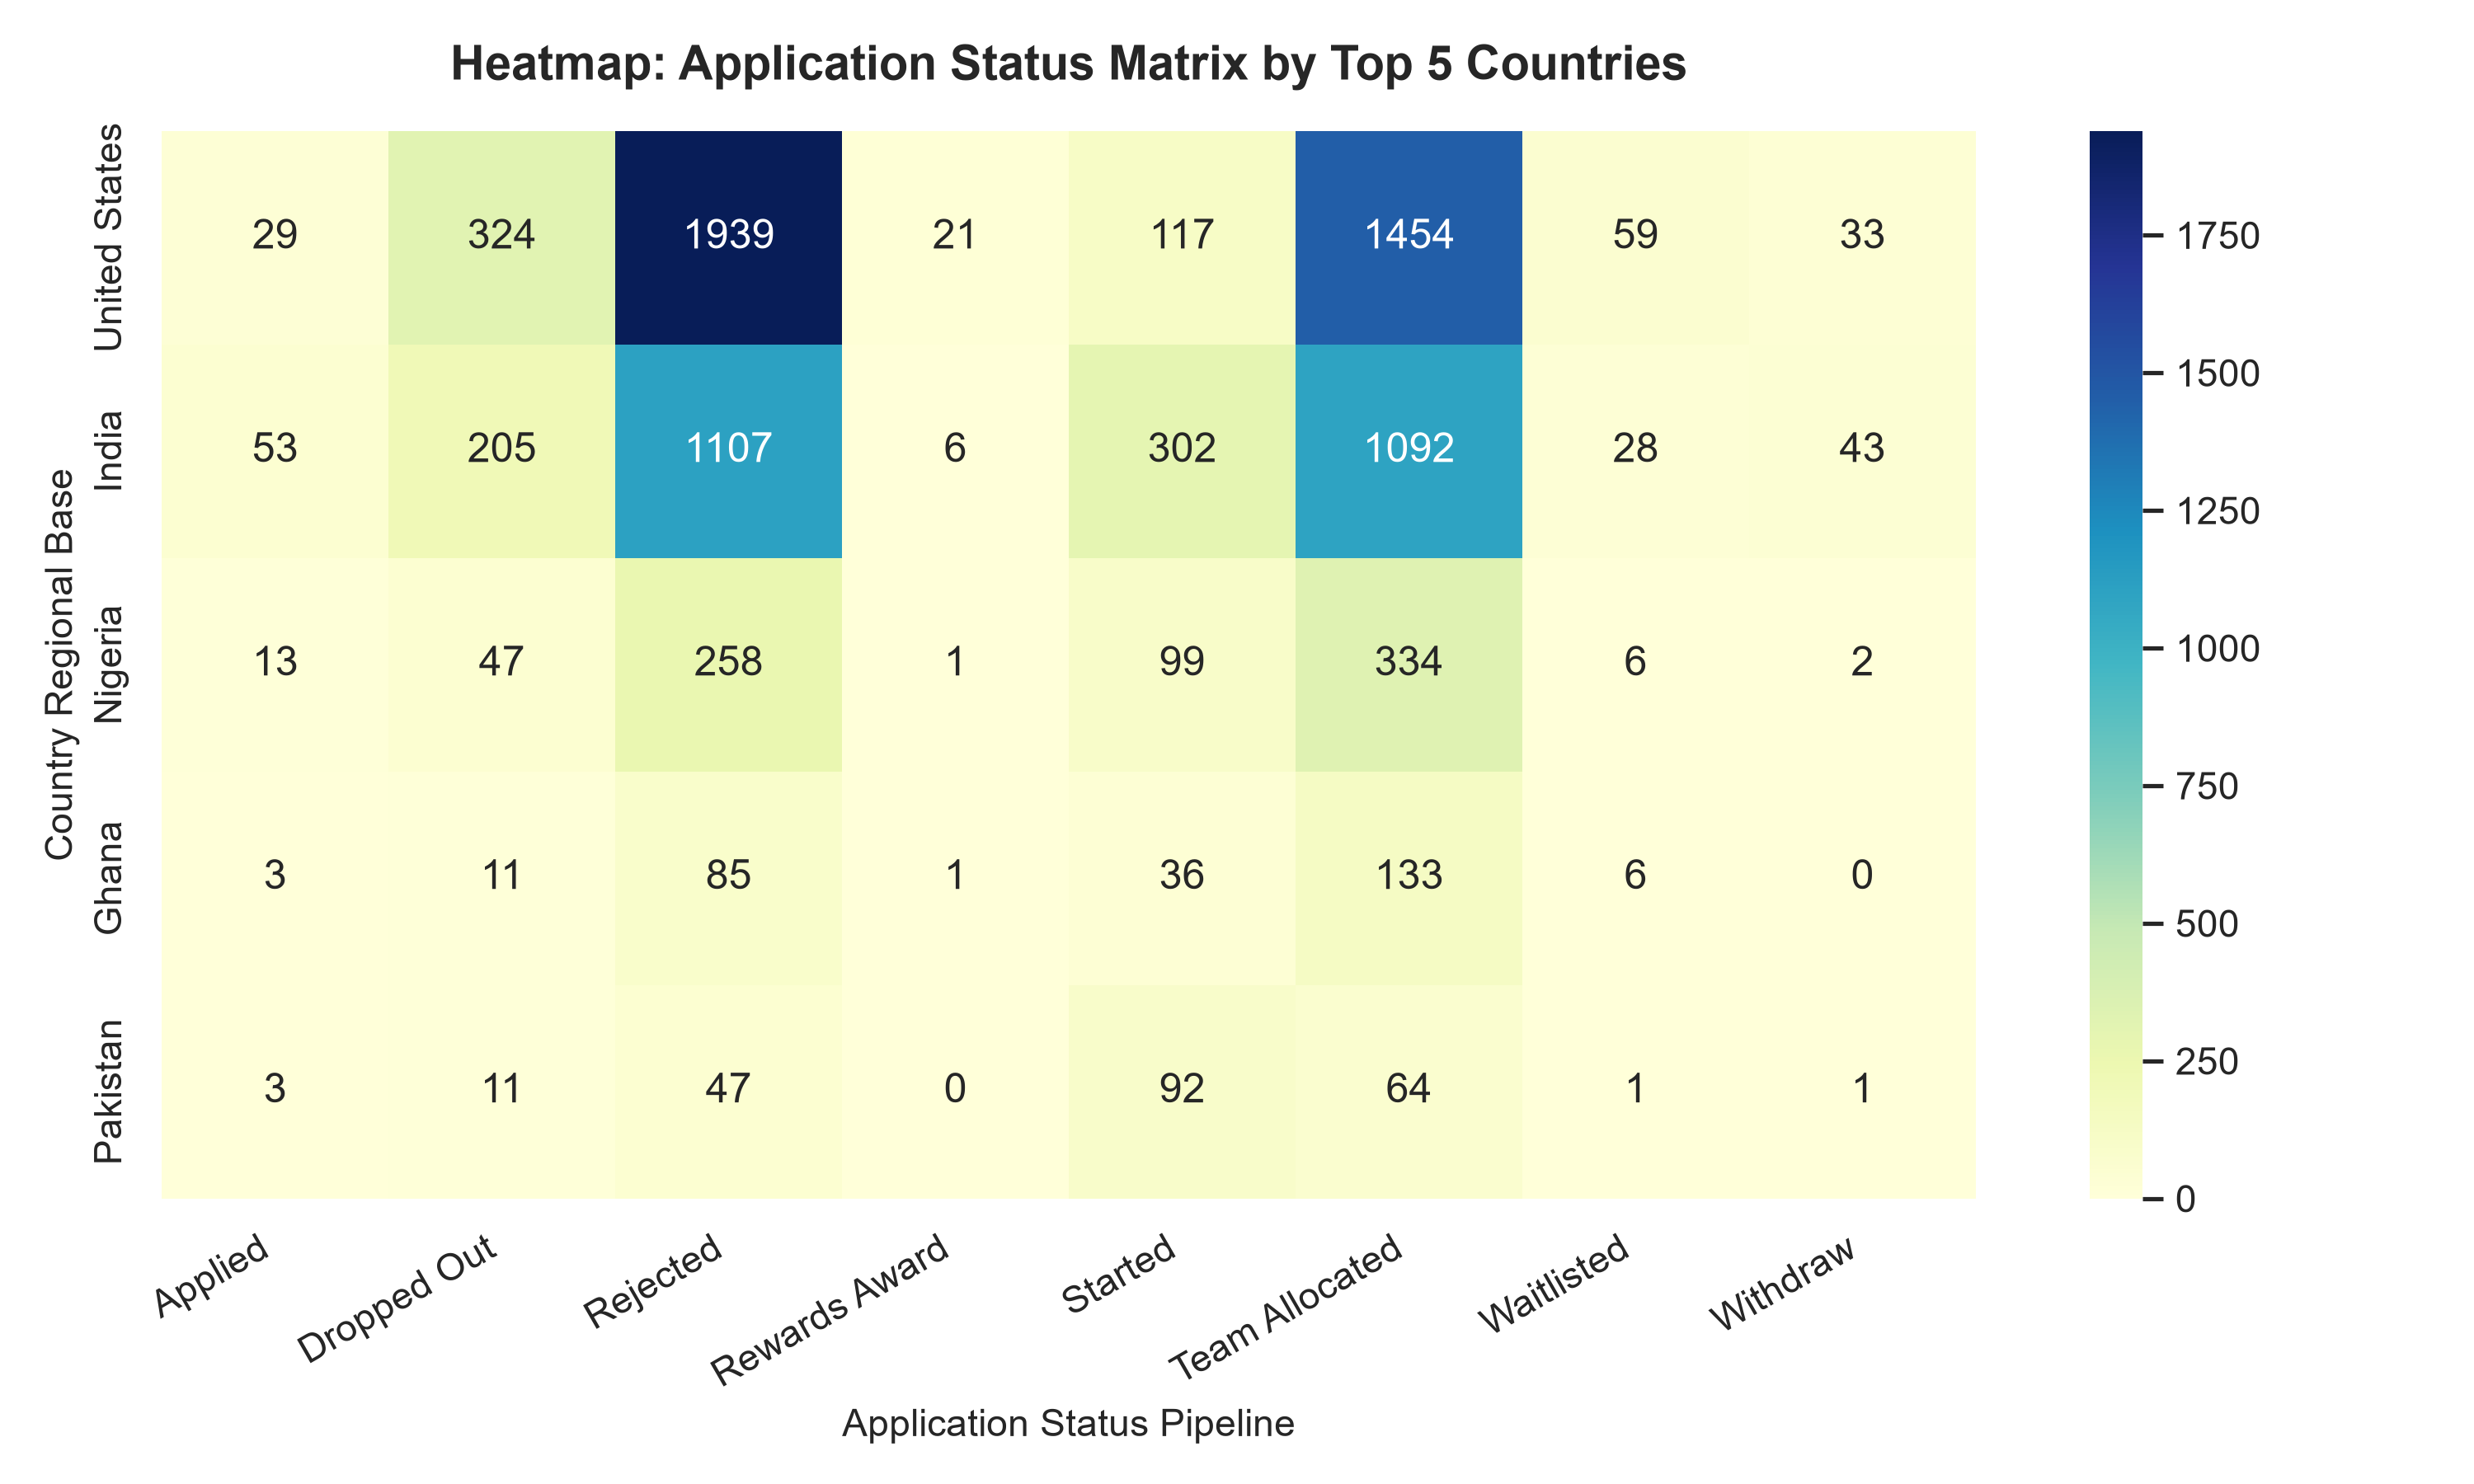 Heatmap: Application Status Matrix by Top 5 Countries
Country Regional Base
United States
29 324 1939 21 117 1454 59 33
India
53 205 1107 6 302 1092 28 43
Nigeria
13 47 258 1 99 334 6 2
Ghana
3 11 85 1 36 133 6 0
Pakistan
3 11 47 0 92 64 1 1
Applied
Dropped Out
Rejected
Rewards Award
Started
Team Allocated
Waitlisted
Withdraw
Application Status Pipeline
1750
1500
1250
1000
750
500
250
0